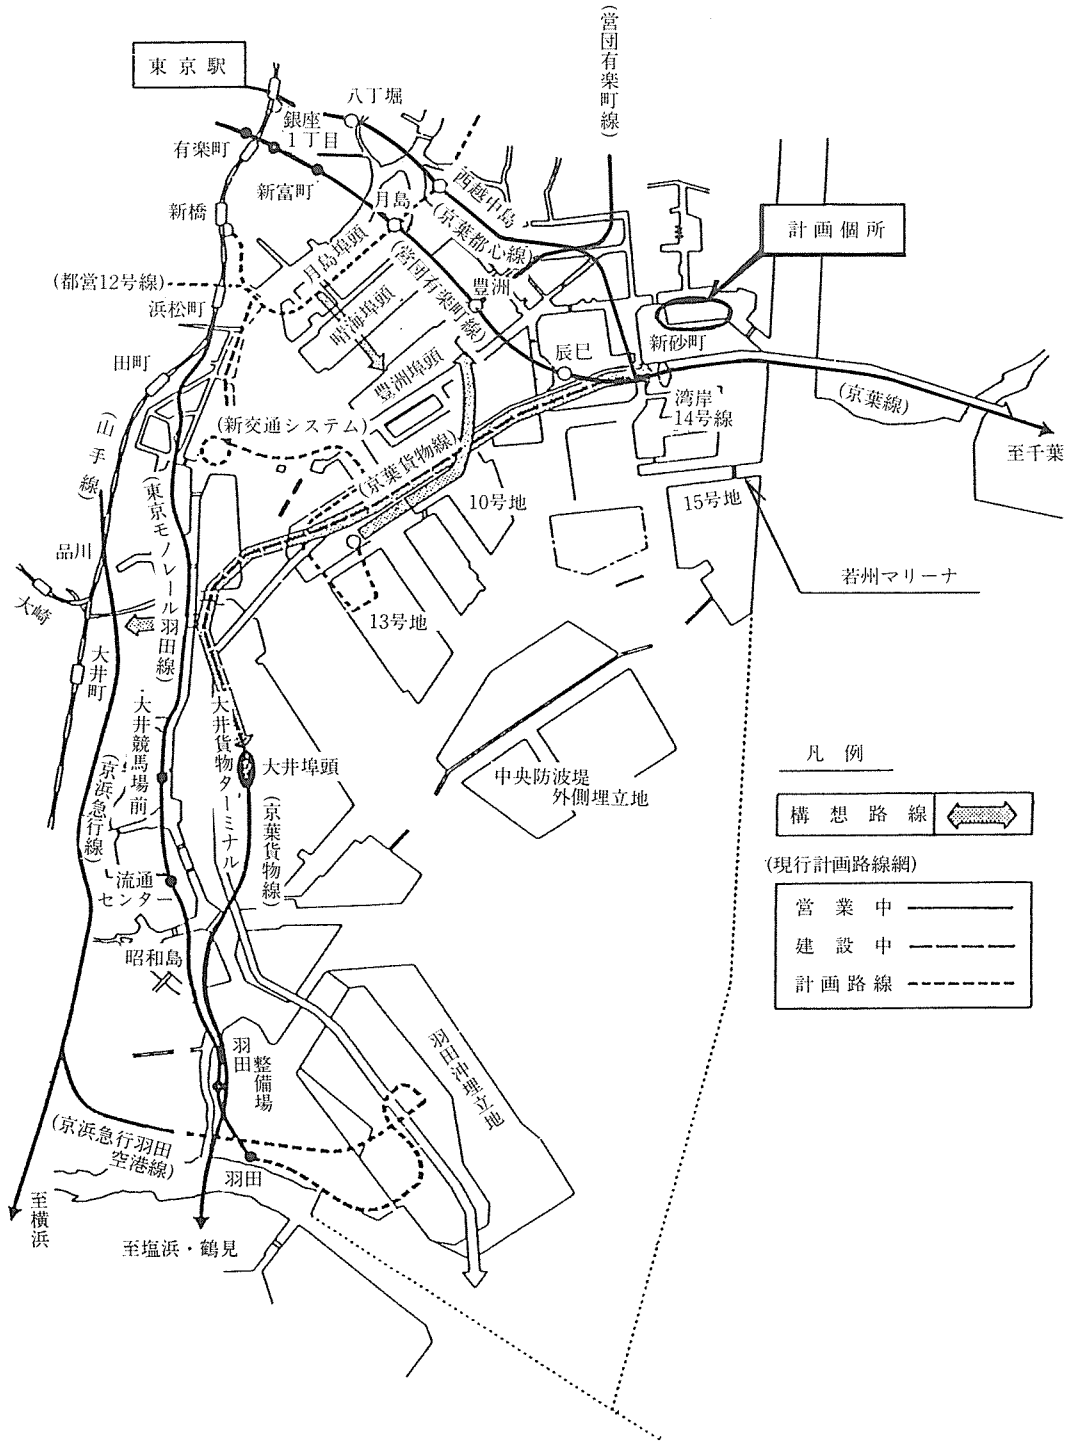 東京駅
八丁堀
(営団有楽町線)
銀座
1丁目
有楽町
新富町
西越中島
新橋
月島
(京葉都心線)
計画個所
月島埠頭
(営団有楽町線)
(都営12号線)
浜松町
豊洲
晴海埠頭
新砂町
田町
豊洲埠頭
辰巳
湾岸
14号線
(京葉線)
至千葉
(山手線)
(新交通システム)
(京葉貨物線)
(東京モノレール羽田線)
10号地
15号地
品川
若州マリーナ
大崎
13号地
大井町
大井競馬場前
大井貨物ターミナル
大井埠頭
中央防波堤
外側埋立地
(京浜急行線)
(京葉貨物線)
流通
センター
昭和島
羽田
整備場
羽田沖埋立地
(京浜急行羽田
空港線)
羽田
至横浜
至塩浜・鶴見
凡例
構想路線
(現行計画路線網)
営業中
建設中
計画路線